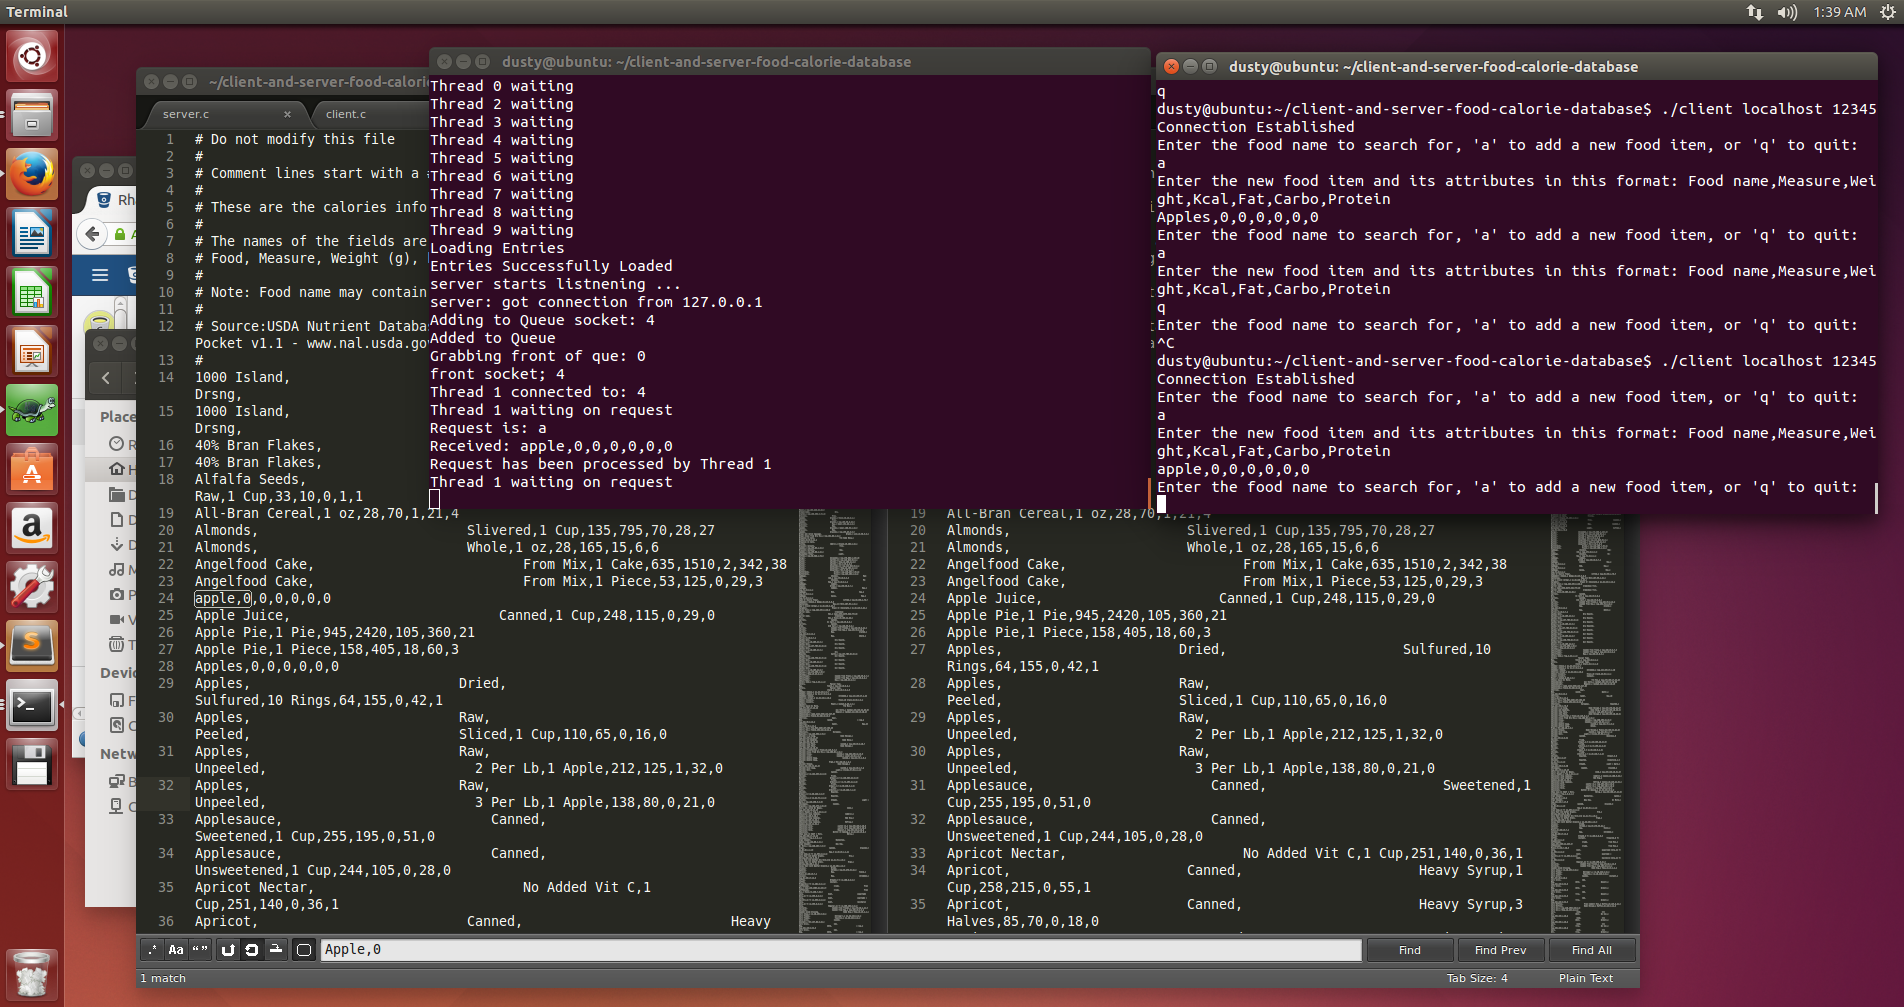 Terminal
1:39 AM
~/client-and-server-food-calorie
server.c
client.c
1 # Do not modify this file
2 #
3 # Comment lines start with a
4 #
5 # These are the calories info
6 #
7 # The names of the fields are
8 # Food, Measure, Weight (g),
9 #
10 # Note: Food name may contain
11 #
12 # Source:USDA Nutrient Databa
Pocket v1.1 - www.nal.usda.go
13 #
14 1000 Island,
Drsng,
15 1000 Island,
Drsng,
16 40% Bran Flakes,
17 40% Bran Flakes,
18 Alfalfa Seeds,
Raw,1 Cup,33,10,0,1,1
19 All-Bran Cereal,1 oz,28,70,1,21,4
20 Almonds, Slivered,1 Cup,135,795,70,28,27
21 Almonds, Whole,1 oz,28,165,15,6,6
22 Angelfood Cake, From Mix,1 Cake,635,1510,2,342,38
23 Angelfood Cake, From Mix,1 Piece,53,125,0,29,3
24 apple,0,0,0,0,0,0
25 Apple Juice, Canned,1 Cup,248,115,0,29,0
26 Apple Pie,1 Pie,945,2420,105,360,21
27 Apple Pie,1 Piece,158,405,18,60,3
28 Apples,0,0,0,0,0,0
29 Apples, Dried,
Sulfured,10 Rings,64,155,0,42,1
30 Apples, Raw,
Peeled, Sliced,1 Cup,110,65,0,16,0
31 Apples, Raw,
Unpeeled, 2 Per Lb,1 Apple,212,125,1,32,0
32 Apples, Raw,
Unpeeled, 3 Per Lb,1 Apple,138,80,0,21,0
33 Applesauce, Canned,
Sweetened,1 Cup,255,195,0,51,0
34 Applesauce, Canned,
Unsweetened,1 Cup,244,105,0,28,0
35 Apricot Nectar, No Added Vit C,1
Cup,251,140,0,36,1
36 Apricot, Canned, Heavy
dusty@ubuntu: ~/client-and-server-food-calorie-database
Thread 0 waiting
Thread 2 waiting
Thread 3 waiting
Thread 4 waiting
Thread 5 waiting
Thread 6 waiting
Thread 7 waiting
Thread 8 waiting
Thread 9 waiting
Loading Entries
Entries Successfully Loaded
server starts listnening ...
server: got connection from 127.0.0.1
Adding to Queue socket: 4
Added to Queue
Grabbing front of que: 0
front socket; 4
Thread 1 connected to: 4
Thread 1 waiting on request
Request is: a
Received: apple,0,0,0,0,0,0
Request has been processed by Thread 1
Thread 1 waiting on request
dusty@ubuntu: ~/client-and-server-food-calorie-database
q
dusty@ubuntu:~/client-and-server-food-calorie-database$ ./client localhost 12345
Connection Established
Enter the food name to search for, 'a' to add a new food item, or 'q' to quit:
a
Enter the new food item and its attributes in this format: Food name,Measure,Wei
ght,Kcal,Fat,Carbo,Protein
Apples,0,0,0,0,0,0
Enter the food name to search for, 'a' to add a new food item, or 'q' to quit:
a
Enter the new food item and its attributes in this format: Food name,Measure,Wei
ght,Kcal,Fat,Carbo,Protein
q
Enter the food name to search for, 'a' to add a new food item, or 'q' to quit:
^C
dusty@ubuntu:~/client-and-server-food-calorie-database$ ./client localhost 12345
Connection Established
Enter the food name to search for, 'a' to add a new food item, or 'q' to quit:
a
Enter the new food item and its attributes in this format: Food name,Measure,Wei
ght,Kcal,Fat,Carbo,Protein
apple,0,0,0,0,0,0
Enter the food name to search for, 'a' to add a new food item, or 'q' to quit:
19 All-Bran Cereal,1 oz,28,70,1,21,4
20 Almonds, Slivered,1 Cup,135,795,70,28,27
21 Almonds, Whole,1 oz,28,165,15,6,6
22 Angelfood Cake, From Mix,1 Cake,635,1510,2,342,38
23 Angelfood Cake, From Mix,1 Piece,53,125,0,29,3
24 Apple Juice, Canned,1 Cup,248,115,0,29,0
25 Apple Pie,1 Pie,945,2420,105,360,21
26 Apple Pie,1 Piece,158,405,18,60,3
27 Apples, Dried, Sulfured,10
Rings,64,155,0,42,1
28 Apples, Raw,
Peeled, Sliced,1 Cup,110,65,0,16,0
29 Apples, Raw,
Unpeeled, 2 Per Lb,1 Apple,212,125,1,32,0
30 Apples, Raw,
Unpeeled, 3 Per Lb,1 Apple,138,80,0,21,0
31 Applesauce, Canned, Sweetened,1
Cup,255,195,0,51,0
32 Applesauce, Canned,
Unsweetened,1 Cup,244,105,0,28,0
33 Apricot Nectar, No Added Vit C,1 Cup,251,140,0,36,1
34 Apricot, Canned, Heavy Syrup,1
Cup,258,215,0,55,1
35 Apricot, Canned, Heavy Syrup,3
Halves,85,70,0,18,0
Rh
Place
Devic
Netw
.* Aa “ ”
Apple,0
Find
Find Prev
Find All
1 match
Tab Size: 4
Plain Text